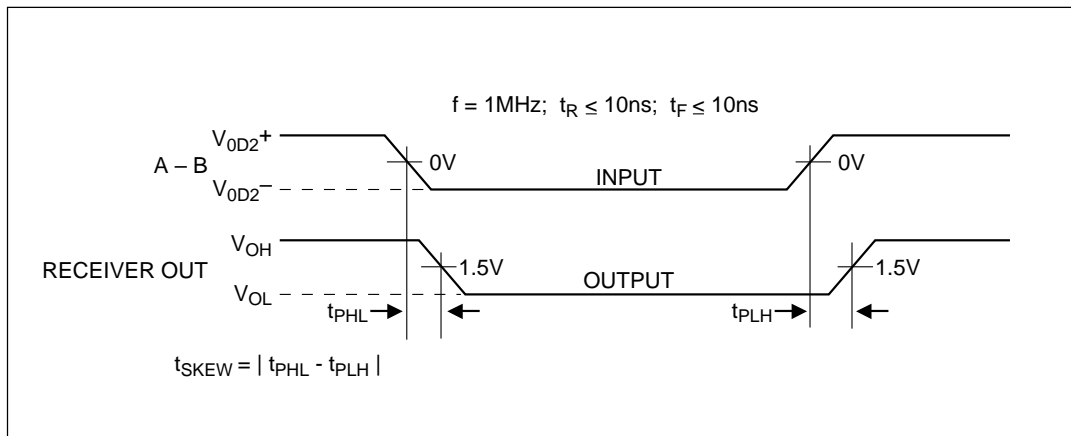 f = 1MHz; tR ≤ 10ns; tF ≤ 10ns
V0D2+
A – B
0V
0V
V0D2–
INPUT
VOH
RECEIVER OUT
1.5V
1.5V
VOL
OUTPUT
tPHL
tPLH
tSKEW = | tPHL - tPLH |